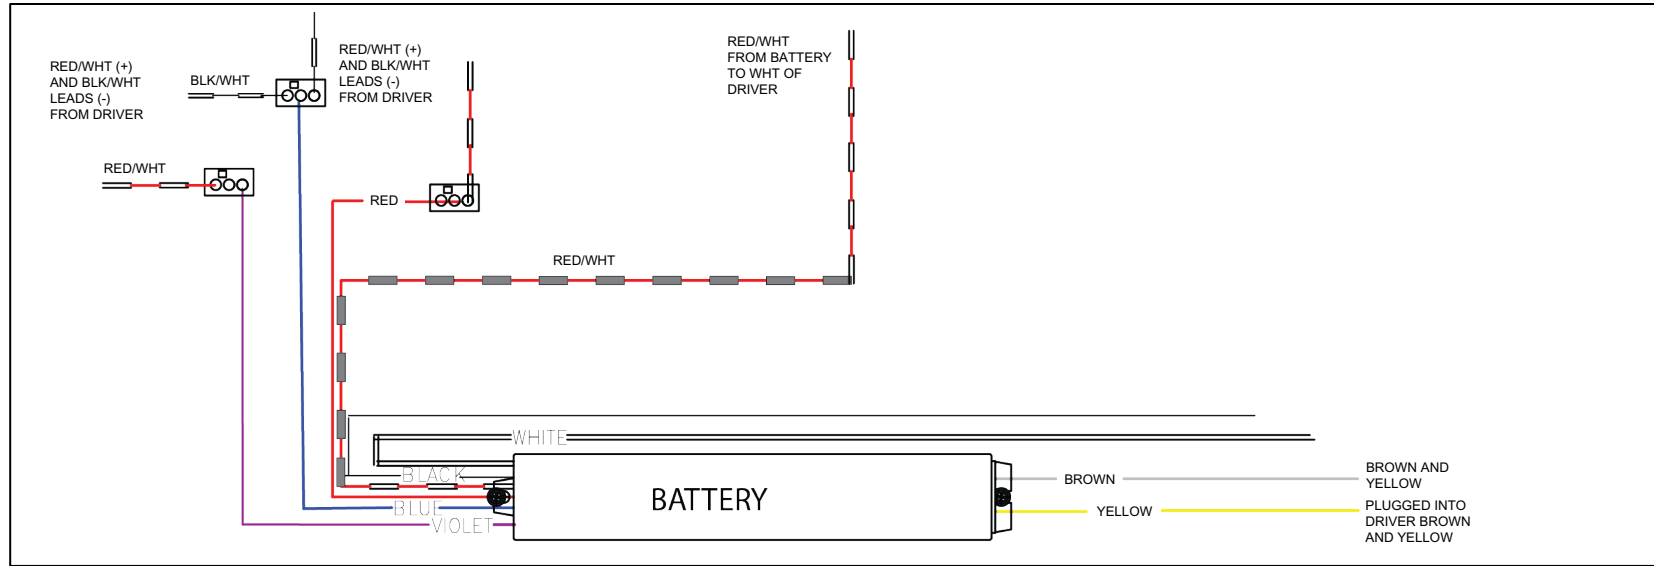 RED/WHT (+)
AND BLK/WHT
LEADS (-)
FROM DRIVER
BLK/WHT
RED/WHT (+)
AND BLK/WHT
LEADS (-)
FROM DRIVER
RED/WHT
FROM BATTERY
TO WHT OF
DRIVER
RED/WHT
RED
RED/WHT
WHITE
BLACK
BLUE
VIOLET
BATTERY
BROWN
BROWN AND
YELLOW
YELLOW
PLUGGED INTO
DRIVER BROWN
AND YELLOW